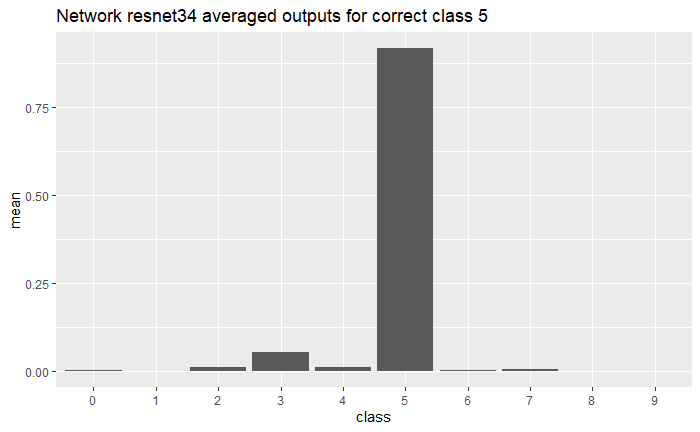 Network resnet34 averaged outputs for correct class 5
mean
0.75
0.50
0.25
0.00
0 1 2 3 4 5 6 7 8 9
class